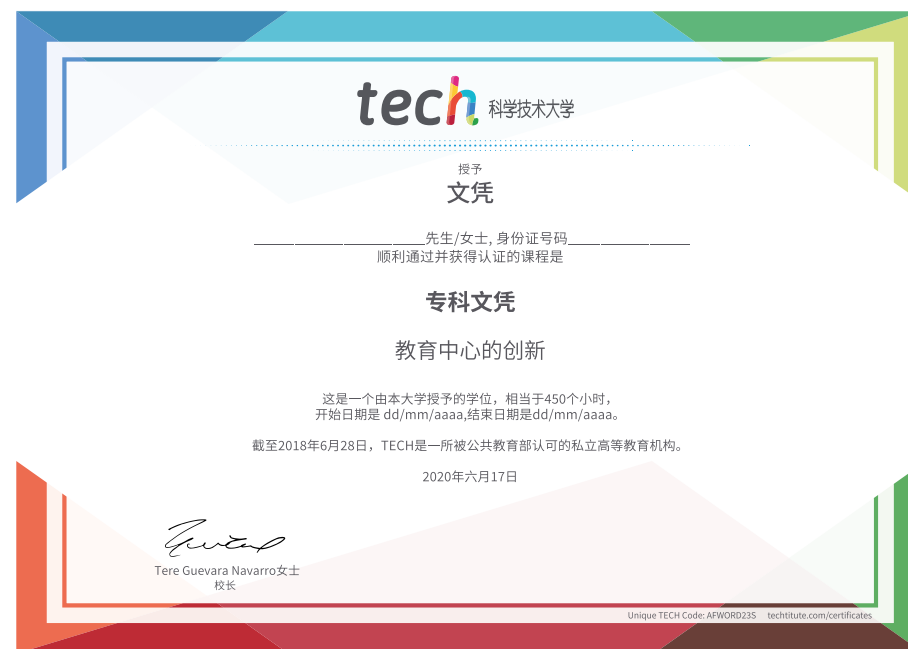 tech 科学技术大学
授予
文凭
____________________先生/女士, 身份证号码_______________
顺利通过并获得认证的课程是
专科文凭
教育中心的创新
这是一个由本大学授予的学位，相当于450个小时，
开始日期是 dd/mm/aaaa,结束日期是dd/mm/aaaa。
截至2018年6月28日，TECH是一所被公共教育部认可的私立高等教育机构。
2020年六月17日
Tere Guevara Navarro女士
校长
Unique TECH Code: AFWORD23S techtitute.com/certificates